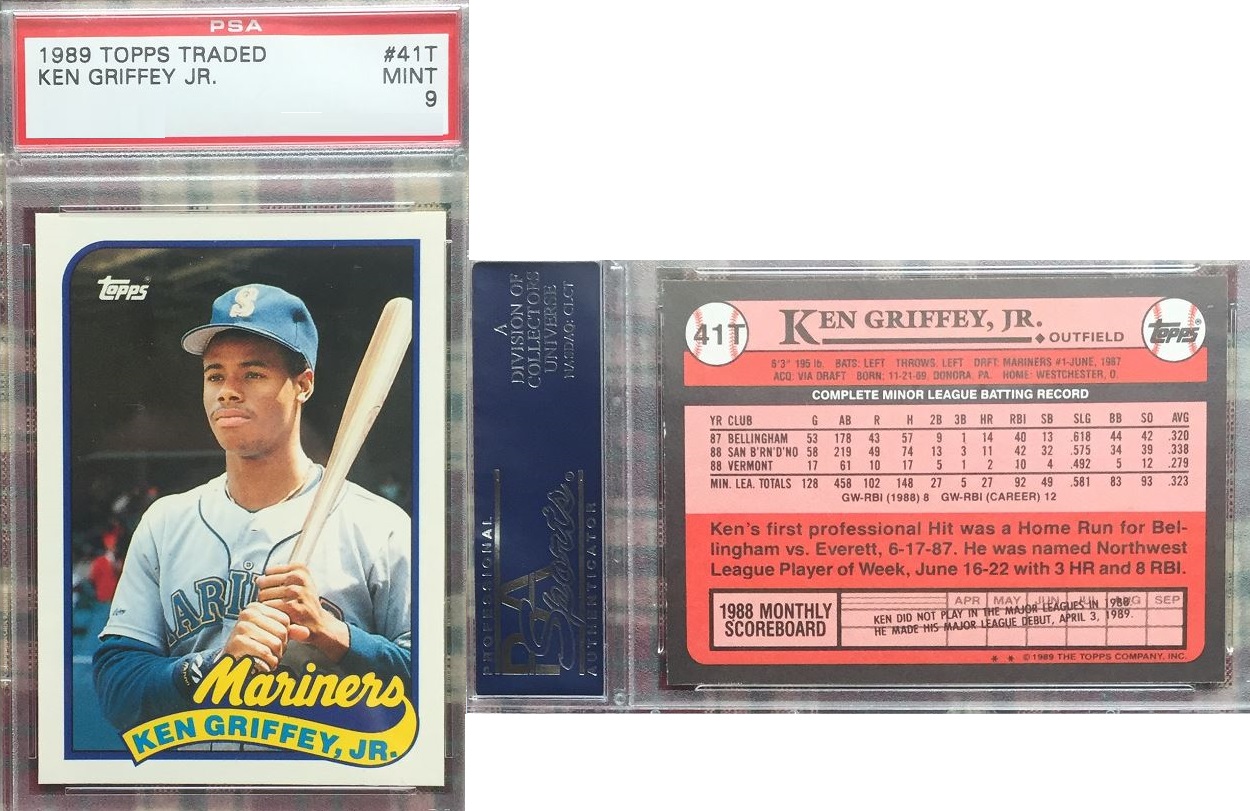 PSA
1989 TOPPS TRADED #41T
KEN GRIFFEY JR. MINT
9
Topps
S
MARI
Mariners
KEN GRIFFEY, JR.
A
DIVISION OF
COLLECTORS
UNIVERSE
NASDAQ: CLCT
PROFESSIONAL
PSA
Sports
AUTHENTICATOR
41T KEN GRIFFEY, JR. OUTFIELD Topps
6'3" 195 lb. BATS: LEFT THROWS: LEFT DRFT: MARINERS #1-JUNE, 1987
ACQ: VIA DRAFT BORN: 11-21-69, DONORA PA. HOME: WESTCHESTER, O.
COMPLETE MINOR LEAGUE BATTING RECORD
YR CLUB G AB R H 2B 3B HR RBI SB SLG BB SO AVG
87 BELLINGHAM 53 178 43 57 9 1 14 40 13 .618 44 42 .320
88 SAN B'RN'D'NO 58 219 49 74 13 3 11 42 32 .575 34 39 .338
88 VERMONT 17 61 10 17 5 1 2 10 4 .492 5 12 .279
MIN. LEA. TOTALS 128 458 102 148 27 5 27 92 49 .581 83 93 .323
GW-RBI (1988) 8 GW-RBI (CAREER) 12
Ken's first professional Hit was a Home Run for Bel-
lingham vs. Everett, 6-17-87. He was named Northwest
League Player of Week, June 16-22 with 3 HR and 8 RBI.
1988 MONTHLY
SCOREBOARD
APR MAY JUN JUL AUG SEP
KEN DID NOT PLAY IN THE MAJOR LEAGUES IN 1988.
HE MADE HIS MAJOR LEAGUE DEBUT, APRIL 3, 1989.
* * ©1989 THE TOPPS COMPANY, INC.